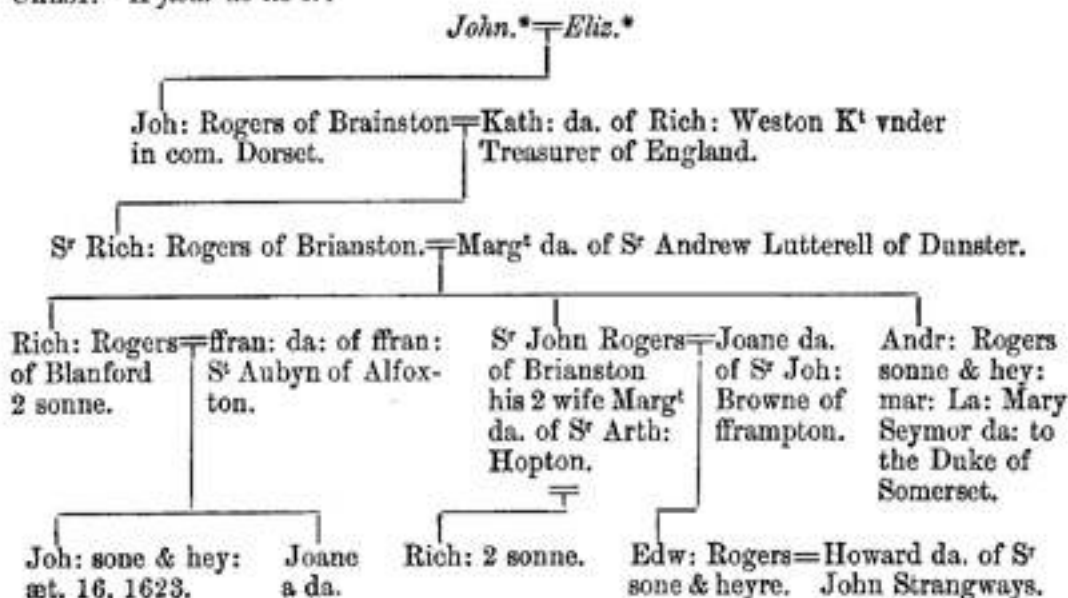 John.* Eliz.*
Joh: Rogers of Brainston Kath: da. of Rich: Weston Kᵗ vnder
in com. Dorset. Treasurer of England.
Sʳ Rich: Rogers of Brianston. Margᵗ da. of Sʳ Andrew Lutterell of Dunster.
Rich: Rogers ffran: da: of ffran: Sʳ John Rogers Joane da. Andr: Rogers
of Blanford Sᵗ Aubyn of Alfox- of Brianston of Sʳ Joh: sonne & hey:
2 sonne. ton. his 2 wife Margᵗ Browne of mar: La: Mary
da. of Sʳ Arth: fframpton. Seymor da: to
Hopton. the Duke of
Somerset.
Joh: sone & hey: Joane Rich: 2 sonne. Edw: Rogers=Howard da. of Sʳ
æt. 16. 1623. a da. sone & heyre. John Strangways.